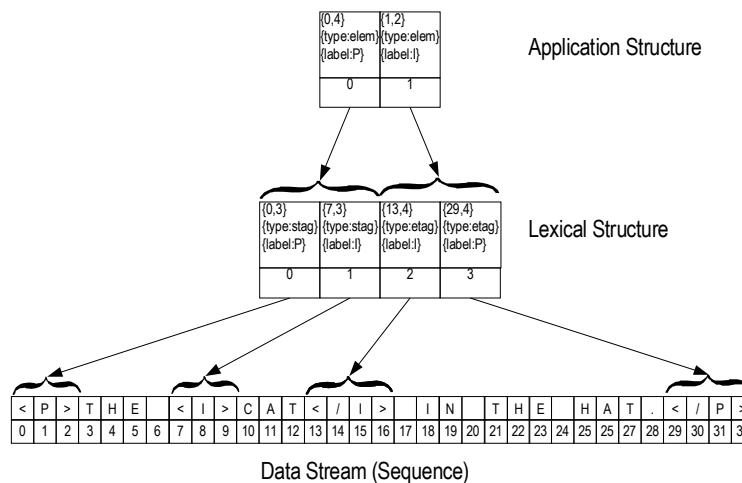 {0,4} {1,2}
{type:elem} {type:elem}
{label:P} {label:I}
0 1
Application Structure
{0,3} {7,3} {13,4} {29,4}
{type:stag} {type:stag} {type:etag} {type:etag}
{label:P} {label:I} {label:I} {label:P}
0 1 2 3
Lexical Structure
< P > T H E < I > C A T < / I > I N T H E H A T . < / P >
0 1 2 3 4 5 6 7 8 9 10 11 12 13 14 15 16 17 18 19 20 21 22 23 24 25 25 27 28 29 30 31 3
Data Stream (Sequence)